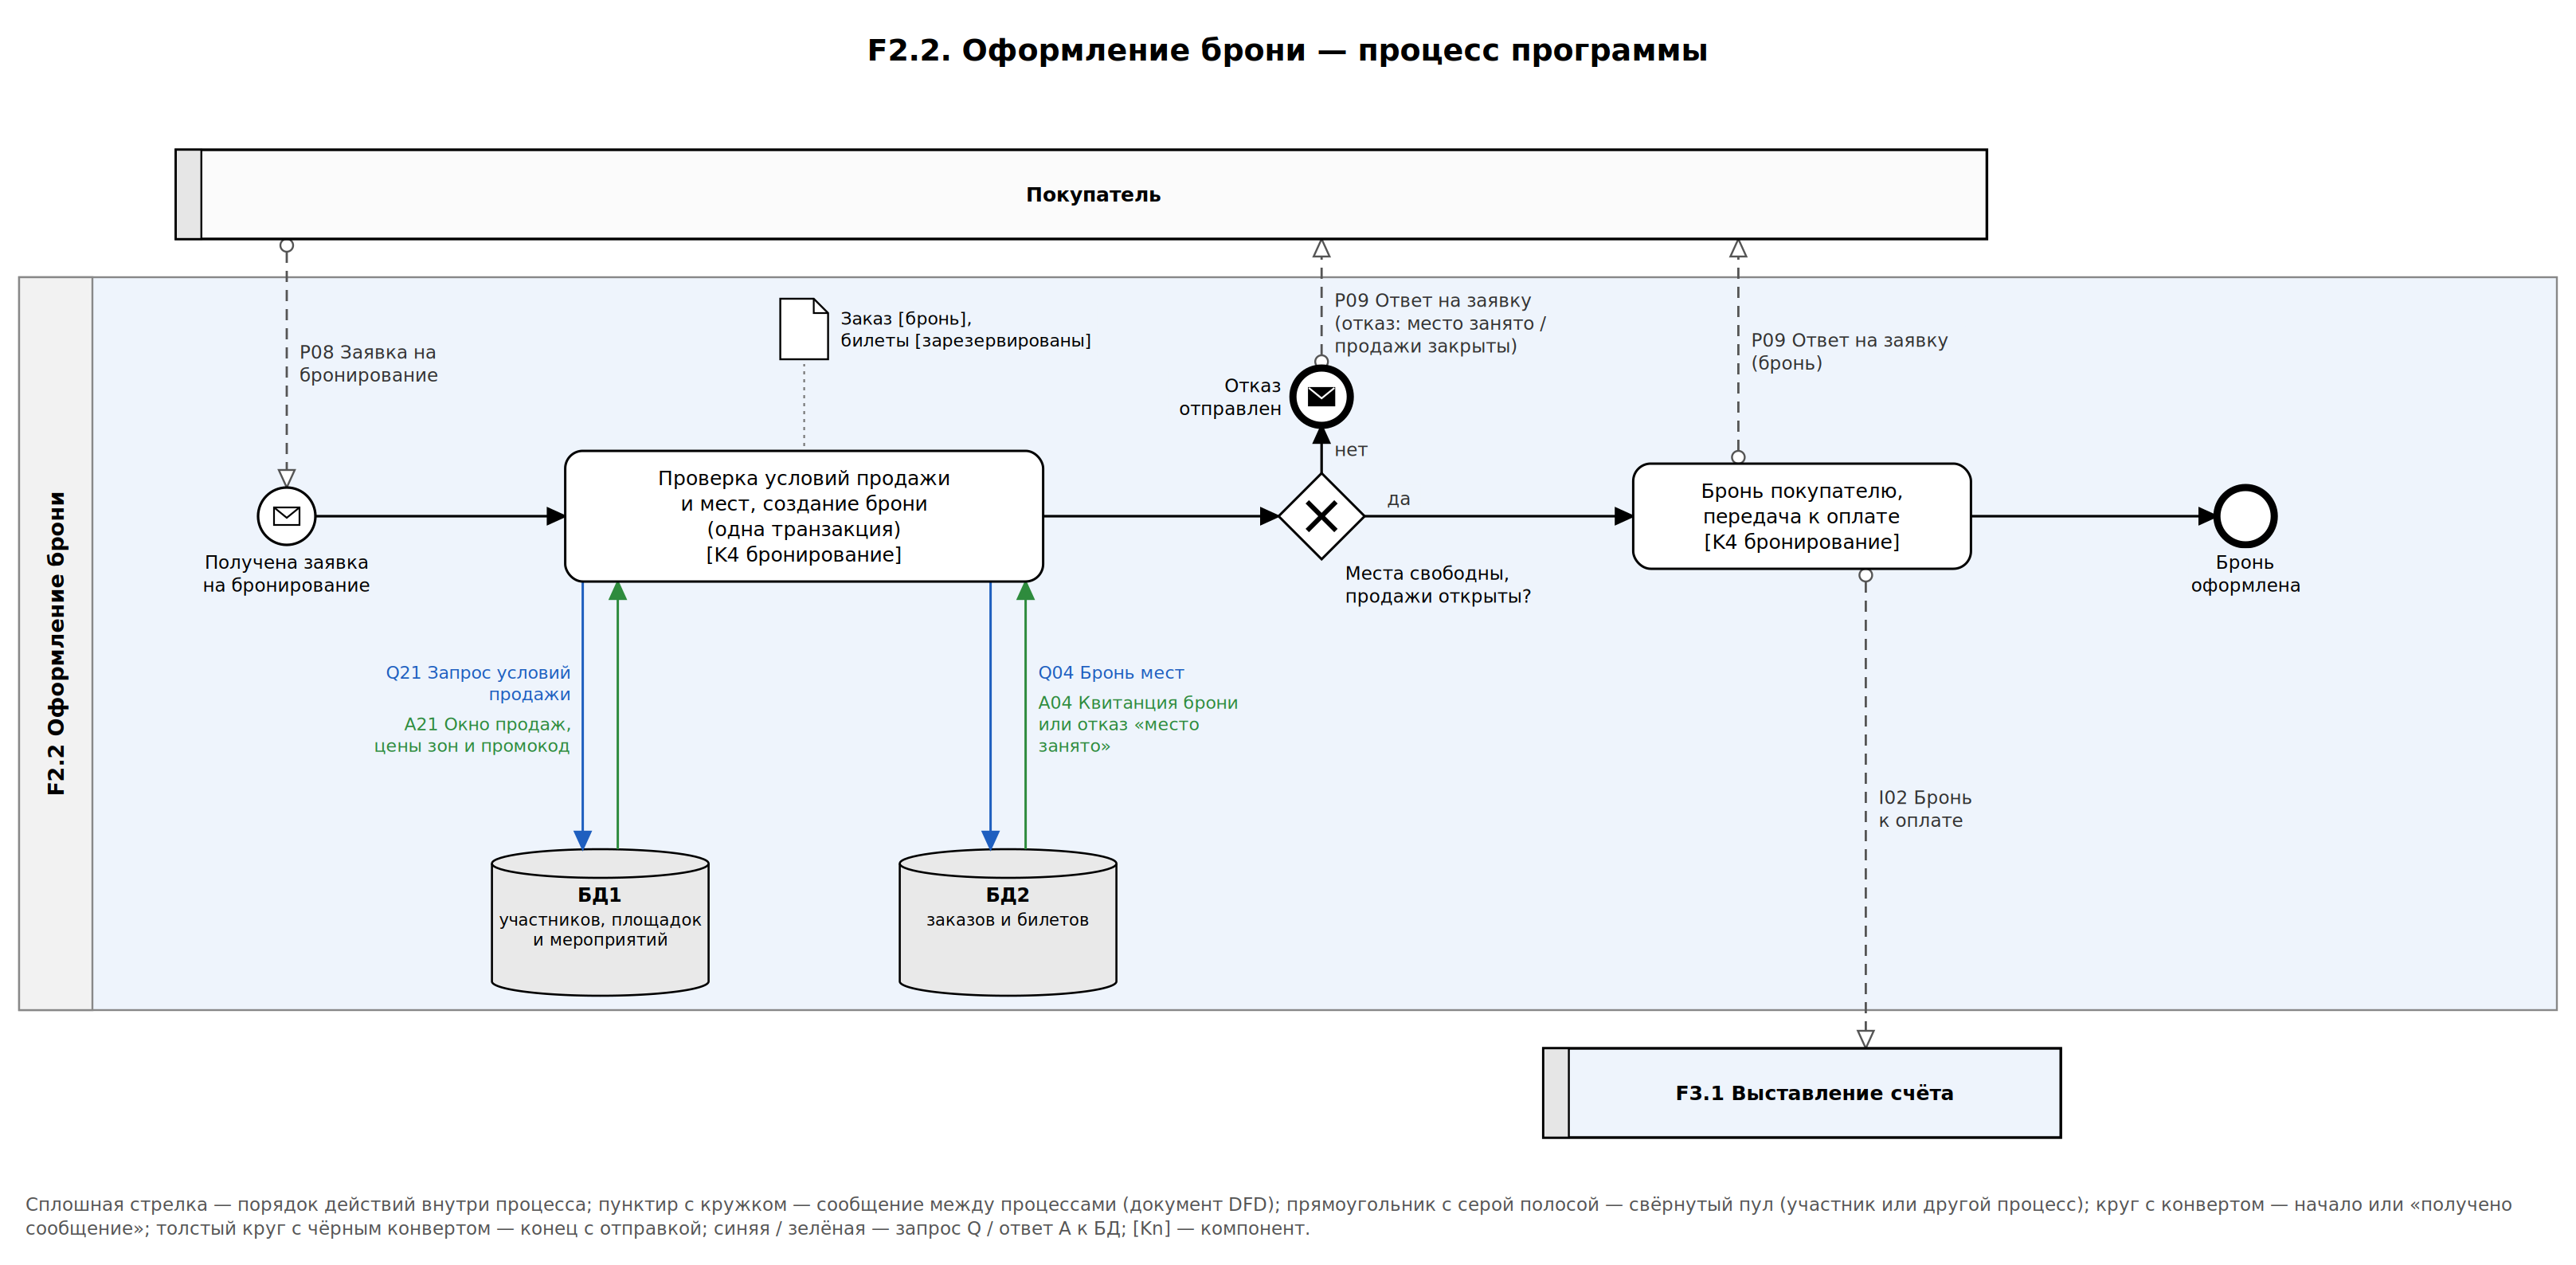 F2.2. Оформление брони — процесс программы
Покупатель
P08 Заявка на
бронирование
Заказ [бронь],
билеты [зарезервированы]
P09 Ответ на заявку
(отказ: место занято /
продажи закрыты)
P09 Ответ на заявку
(бронь)
Отказ
отправлен
нет
F2.2 Оформление брони
Получена заявка
на бронирование
Проверка условий продажи
и мест, создание брони
(одна транзакция)
[K4 бронирование]
да
Места свободны,
продажи открыты?
Бронь покупателю,
передача к оплате
[K4 бронирование]
Бронь
оформлена
Q21 Запрос условий
продажи
A21 Окно продаж,
цены зон и промокод
Q04 Бронь мест
A04 Квитанция брони
или отказ «место
занято»
I02 Бронь
к оплате
БД1
участников, площадок
и мероприятий
БД2
заказов и билетов
F3.1 Выставление счёта
Сплошная стрелка — порядок действий внутри процесса; пунктир с кружком — сообщение между процессами (документ DFD); прямоугольник с серой полосой — свёрнутый пул (участник или другой процесс); круг с конвертом — начало или «получено
сообщение»; толстый круг с чёрным конвертом — конец с отправкой; синяя / зелёная — запрос Q / ответ A к БД; [Kn] — компонент.